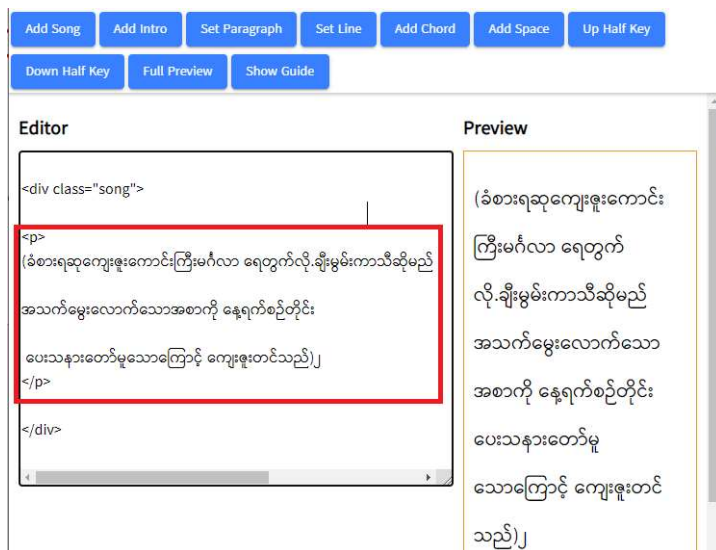 Add Song Add Intro Set Paragraph Set Line Add Chord Add Space Up Half Key
Down Half Key Full Preview Show Guide
Editor
<div class="song">
<p>
(ခံစားရဆုကျေးဇူးကောင်းကြီးမင်္ဂလာ ရေတွက်လို.ချီးမွမ်းကာသီဆိုမည်
အသက်မွေးလောက်သောအစာကို နေ့ရက်စဉ်တိုင်း
ပေးသနားတော်မူသောကြောင့် ကျေးဇူးတင်သည်)၂
</p>
</div>
Preview
(ခံစားရဆုကျေးဇူးကောင်း
ကြီးမင်္ဂလာ ရေတွက်
လို.ချီးမွမ်းကာသီဆိုမည်
အသက်မွေးလောက်သော
အစာကို နေ့ရက်စဉ်တိုင်း
ပေးသနားတော်မူ
သောကြောင့် ကျေးဇူးတင်
သည်)၂